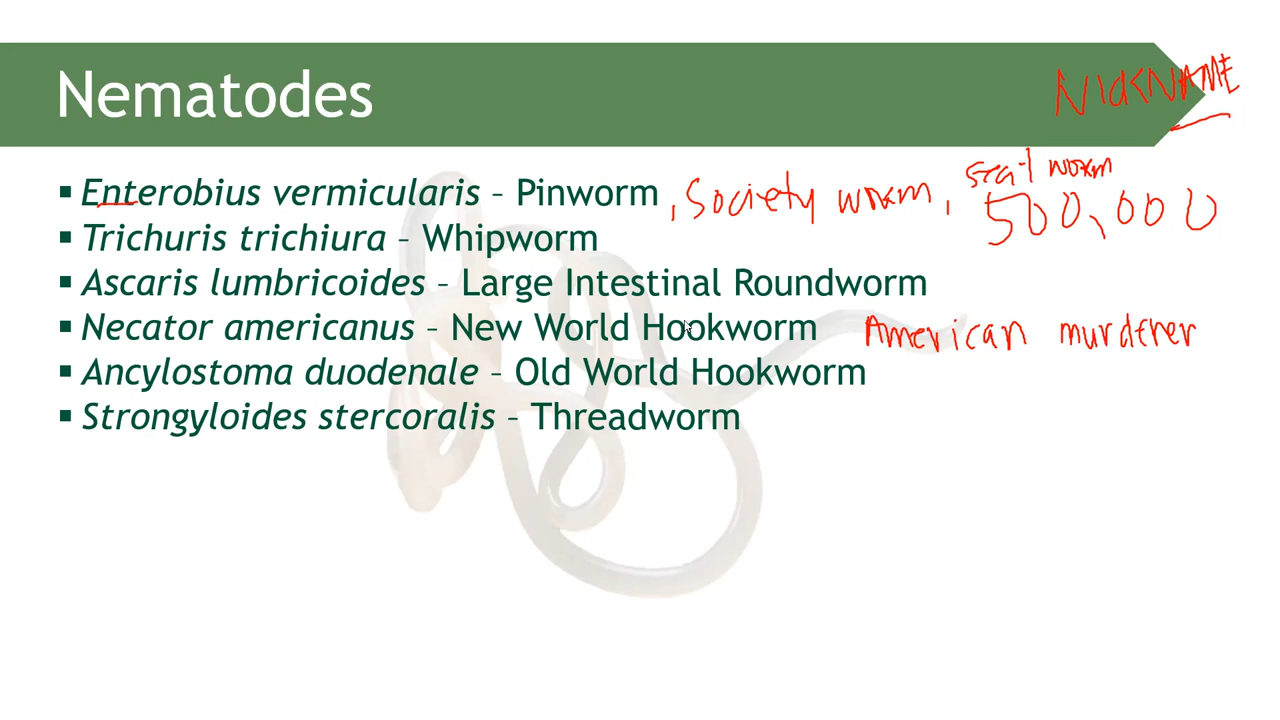 Nematodes
NICKNAME
▪ Enterobius vermicularis – Pinworm , Society worm, seat worm
500,000
▪ Trichuris trichiura – Whipworm
▪ Ascaris lumbricoides – Large Intestinal Roundworm
▪ Necator americanus – New World Hookworm American murderer
▪ Ancylostoma duodenale – Old World Hookworm
▪ Strongyloides stercoralis – Threadworm